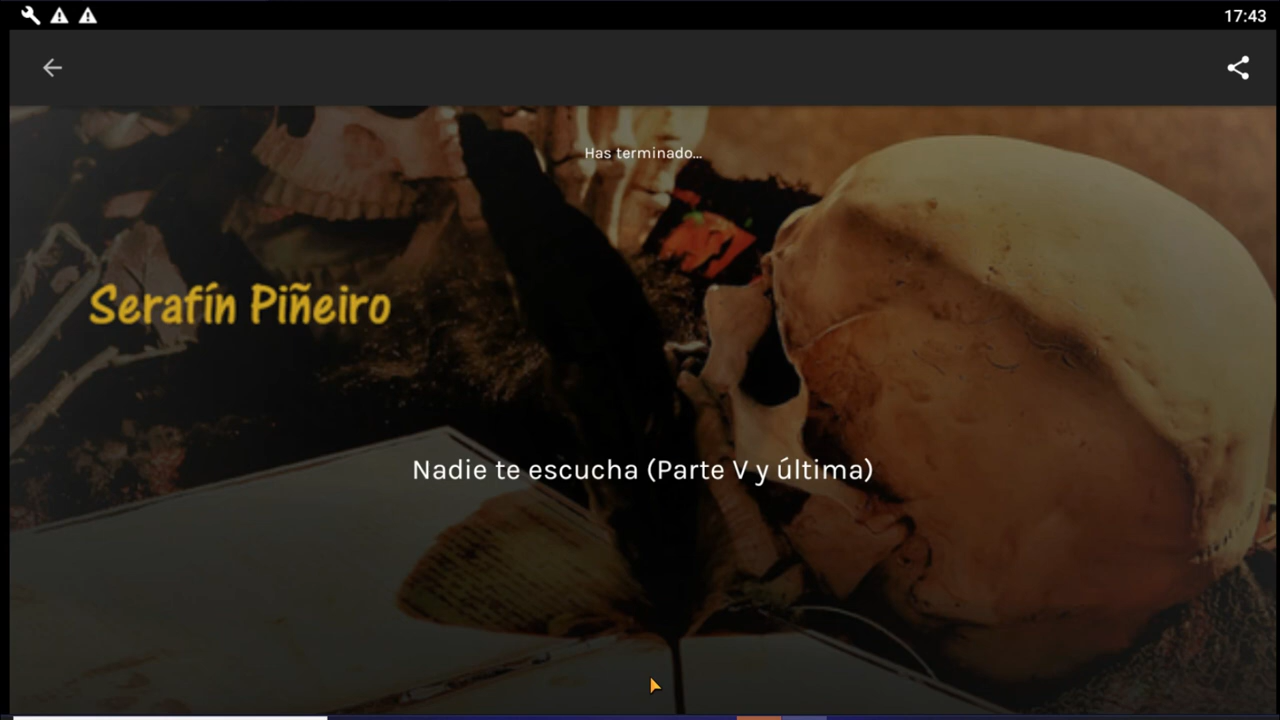 17:43
Has terminado...
Serafín Piñeiro
Nadie te escucha (Parte V y última)